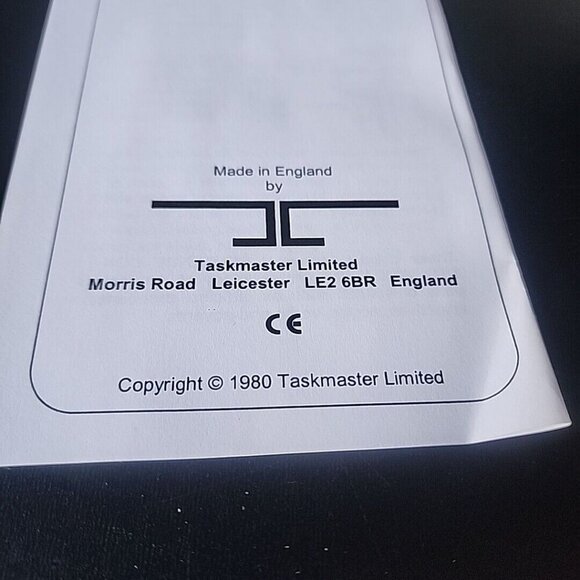 Made in England
by
Taskmaster Limited
Morris Road Leicester LE2 6BR England
CE
Copyright © 1980 Taskmaster Limited